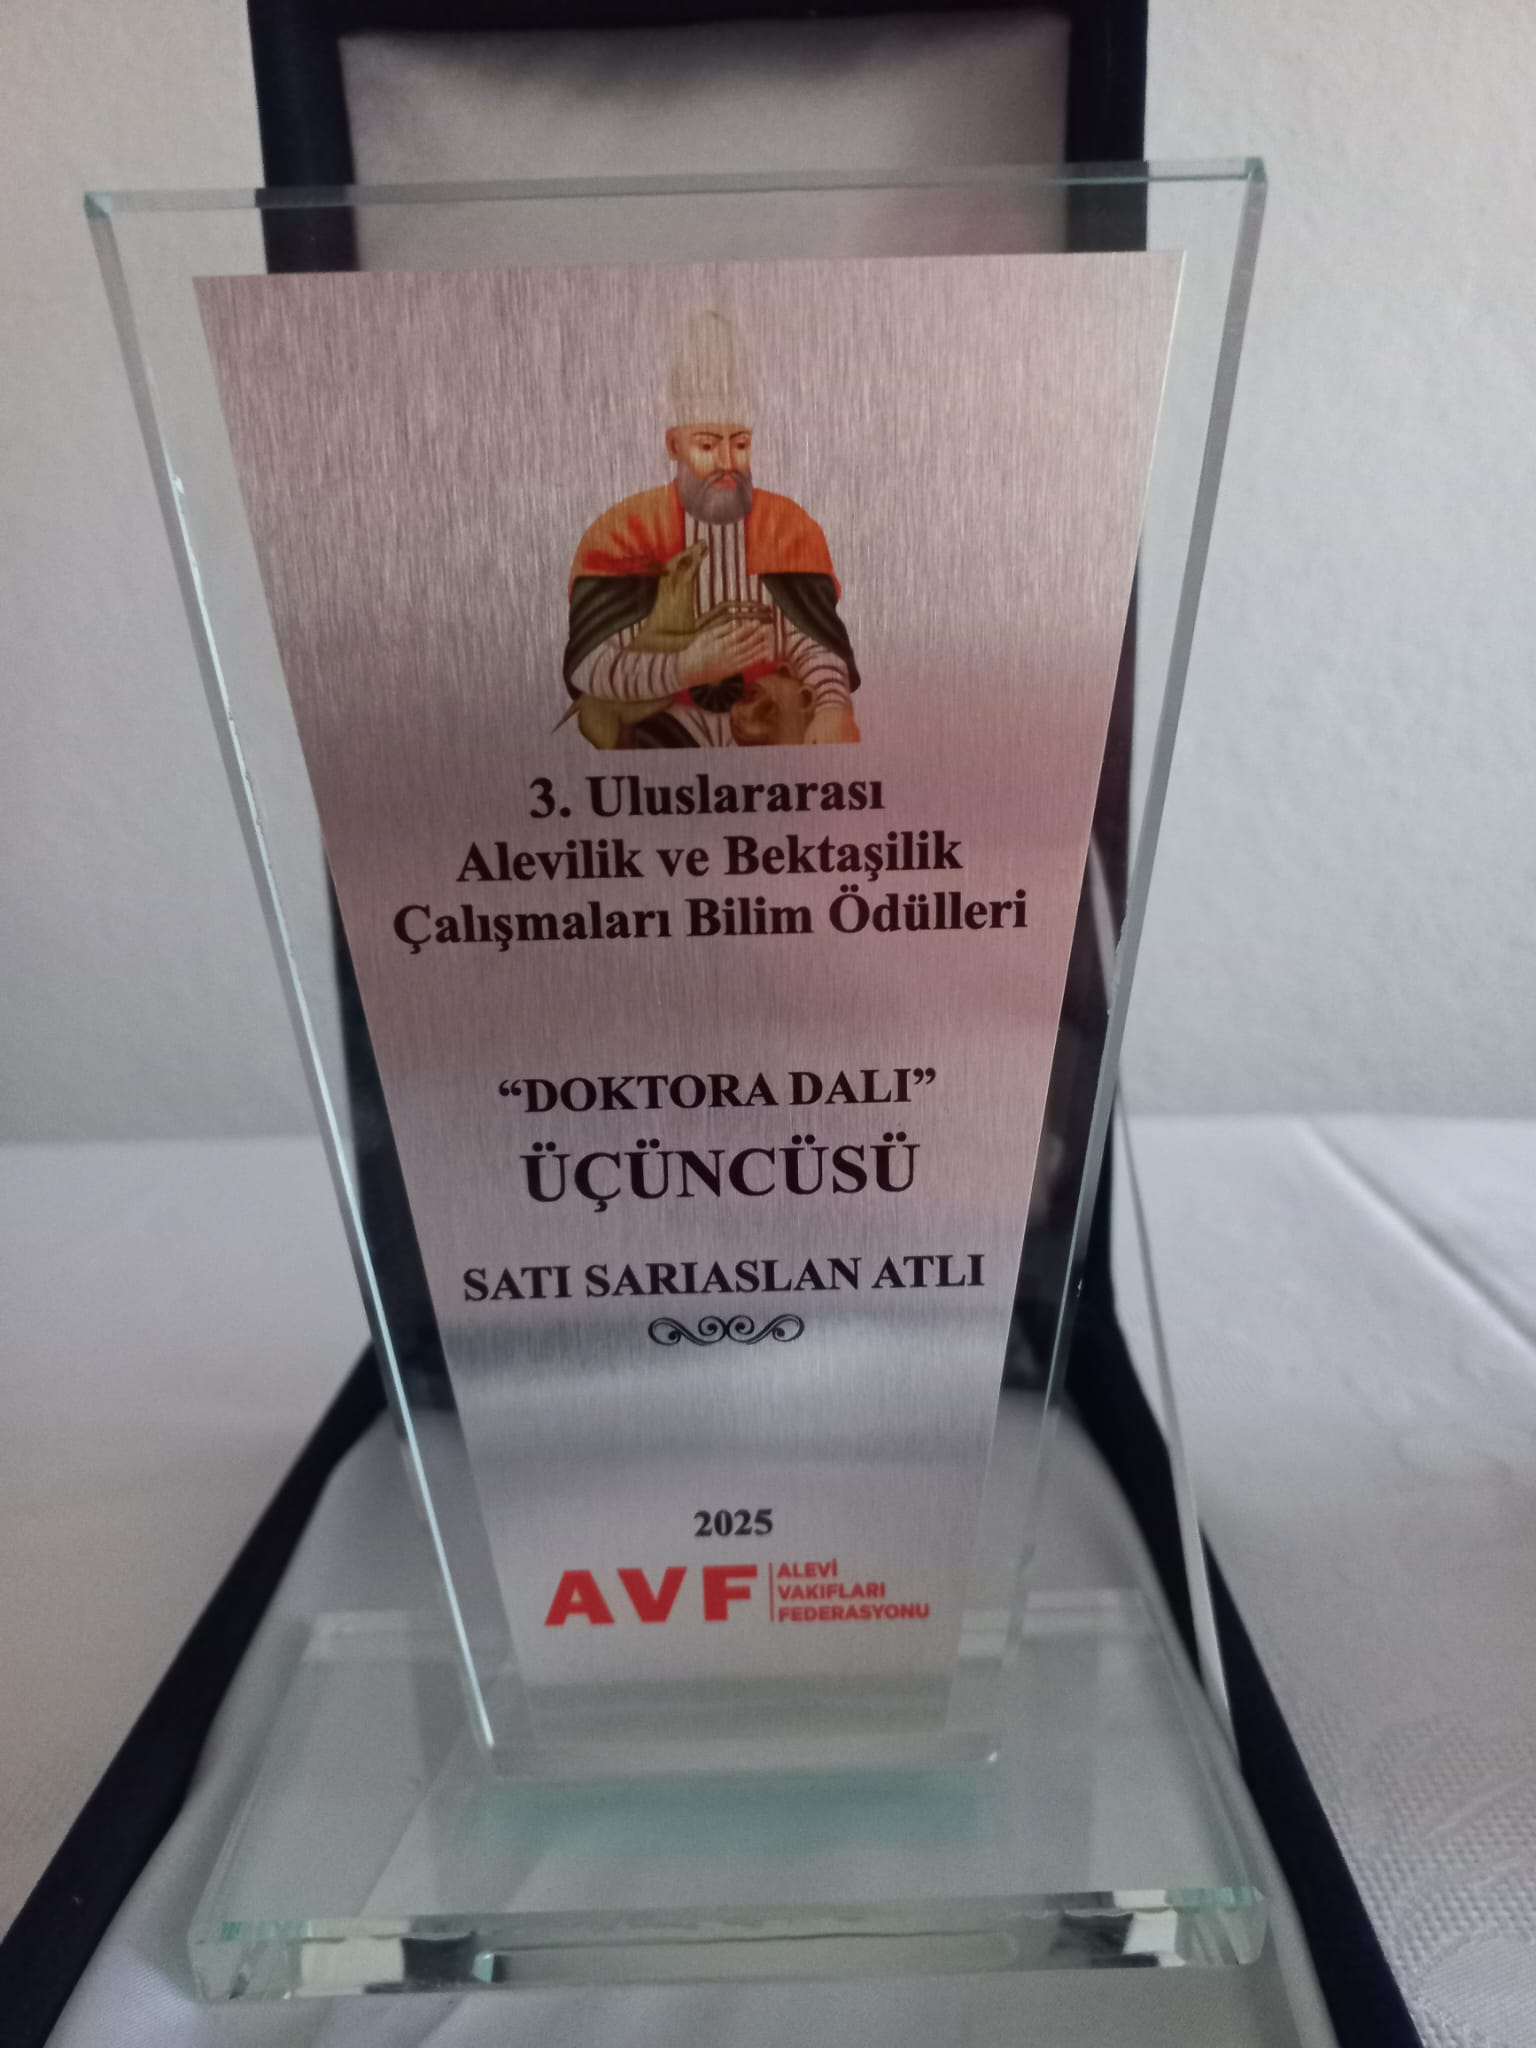 3. Uluslararası
Alevilik ve Bektaşilik
Çalışmaları Bilim Ödülleri
“DOKTORA DALI”
ÜÇÜNCÜSÜ
SATI SARIASLAN ATLI
2025
AVF
ALEVİ
VAKIFLARI
FEDERASYONU